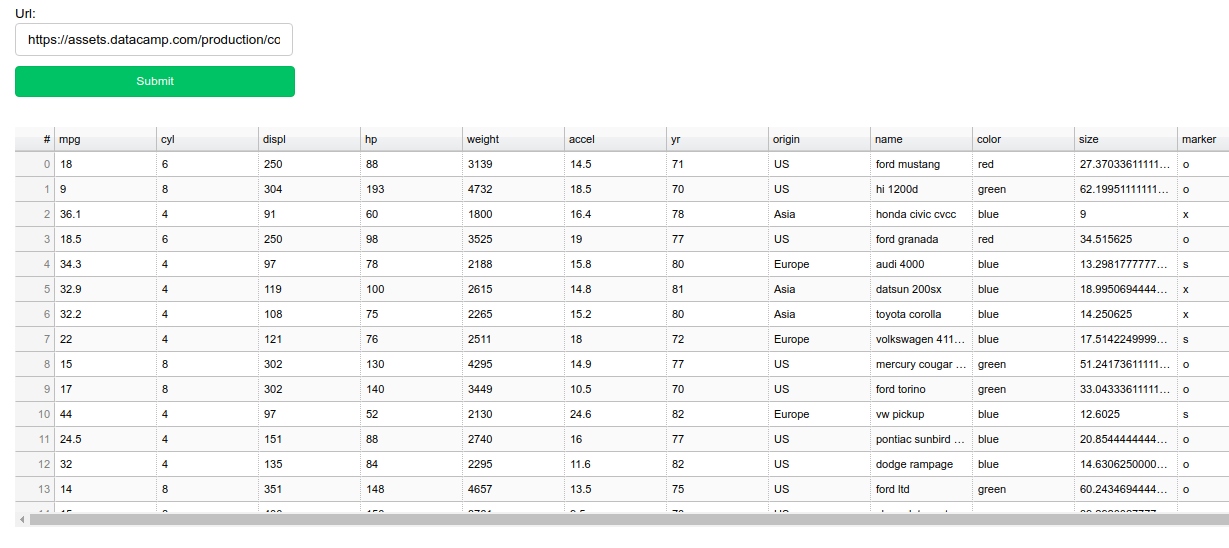 Url:
https://assets.datacamp.com/production/co
Submit
# mpg cyl displ hp weight accel yr origin name color size marker
0 18 6 250 88 3139 14.5 71 US ford mustang red 27.37033611111... o
1 9 8 304 193 4732 18.5 70 US hi 1200d green 62.19951111111... o
2 36.1 4 91 60 1800 16.4 78 Asia honda civic cvcc blue 9 x
3 18.5 6 250 98 3525 19 77 US ford granada red 34.515625 o
4 34.3 4 97 78 2188 15.8 80 Europe audi 4000 blue 13.2981777777... s
5 32.9 4 119 100 2615 14.8 81 Asia datsun 200sx blue 18.9950694444... x
6 32.2 4 108 75 2265 15.2 80 Asia toyota corolla blue 14.250625 x
7 22 4 121 76 2511 18 72 Europe volkswagen 411... blue 17.5142249999... s
8 15 8 302 130 4295 14.9 77 US mercury cougar ... green 51.24173611111... o
9 17 8 302 140 3449 10.5 70 US ford torino green 33.04333611111... o
10 44 4 97 52 2130 24.6 82 Europe vw pickup blue 12.6025 s
11 24.5 4 151 88 2740 16 77 US pontiac sunbird ... blue 20.8544444444... o
12 32 4 135 84 2295 11.6 82 US dodge rampage blue 14.6306250000... o
13 14 8 351 148 4657 13.5 75 US ford ltd green 60.2434694444... o